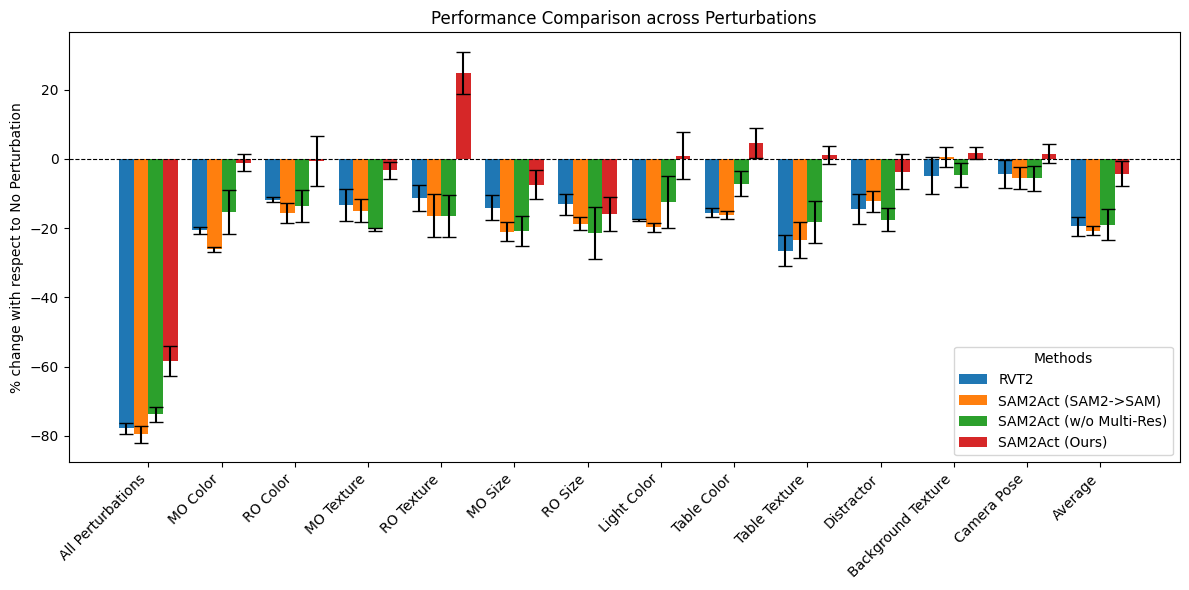 Performance Comparison across Perturbations
% change with respect to No Perturbation
20
0
−20
−40
−60
−80
Methods
RVT2
SAM2Act (SAM2->SAM)
SAM2Act (w/o Multi-Res)
SAM2Act (Ours)
All Perturbations
MO Color
RO Color
MO Texture
RO Texture
MO Size
RO Size
Light Color
Table Color
Table Texture
Distractor
Background Texture
Camera Pose
Average